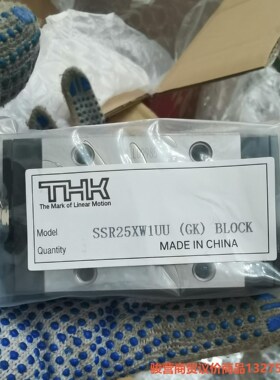 THK
The Mark of Linear Motion
Model SSR25XW1UU (GK) BLOCK
Quantity
MADE IN CHINA